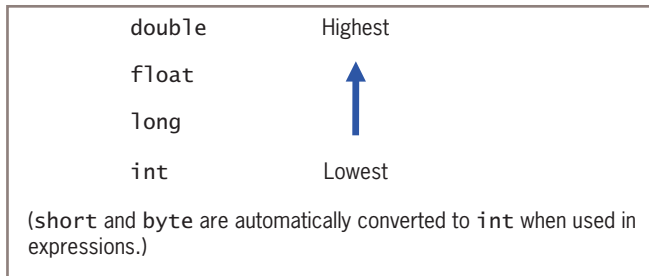 double Highest
float
long
int Lowest
(short and byte are automatically converted to int when used in
expressions.)